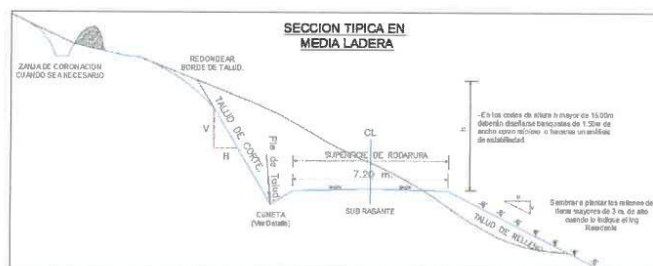 SECCION TIPICA EN
MEDIA LADERA
ZANJA DE CORONACION
CUANDO SEA NECESARIO
REDONDEAR
BORDE DE TALUD.
TALUD DE CORTE.
V
H
Pie de Talud.
CL
SUPERFICIE DE RODARURA
7.20 m.
CUNETA
(Ver Detalle)
SUB RASANTE
h
- En los cortes de altura h mayor de 15.00m
deberán diseñarse banquetas de 1.50m de
ancho como mínimo o hacerse un análisis
de estabilidad
Sembrar o plantar los rellenos de
tierra mayores de 3 m. de alto
cuando lo indique el Ing
Residente
TALUD DE RELLENO